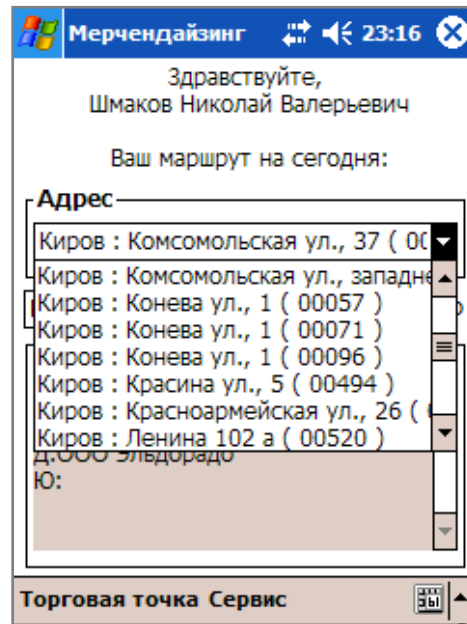 Мерчендайзинг 23:16
Здравствуйте,
Шмаков Николай Валерьевич
Ваш маршрут на сегодня:
Адрес
Киров : Комсомольская ул., 37 ( 00
Киров : Комсомольская ул., западне
Киров : Конева ул., 1 ( 00057 )
Киров : Конева ул., 1 ( 00071 )
Киров : Конева ул., 1 ( 00096 )
Киров : Красина ул., 5 ( 00494 )
Киров : Красноармейская ул., 26 (
Киров : Ленина 102 а ( 00520 )
Д:ООО Эльдорадо
Ю:
Торговая точка Сервис